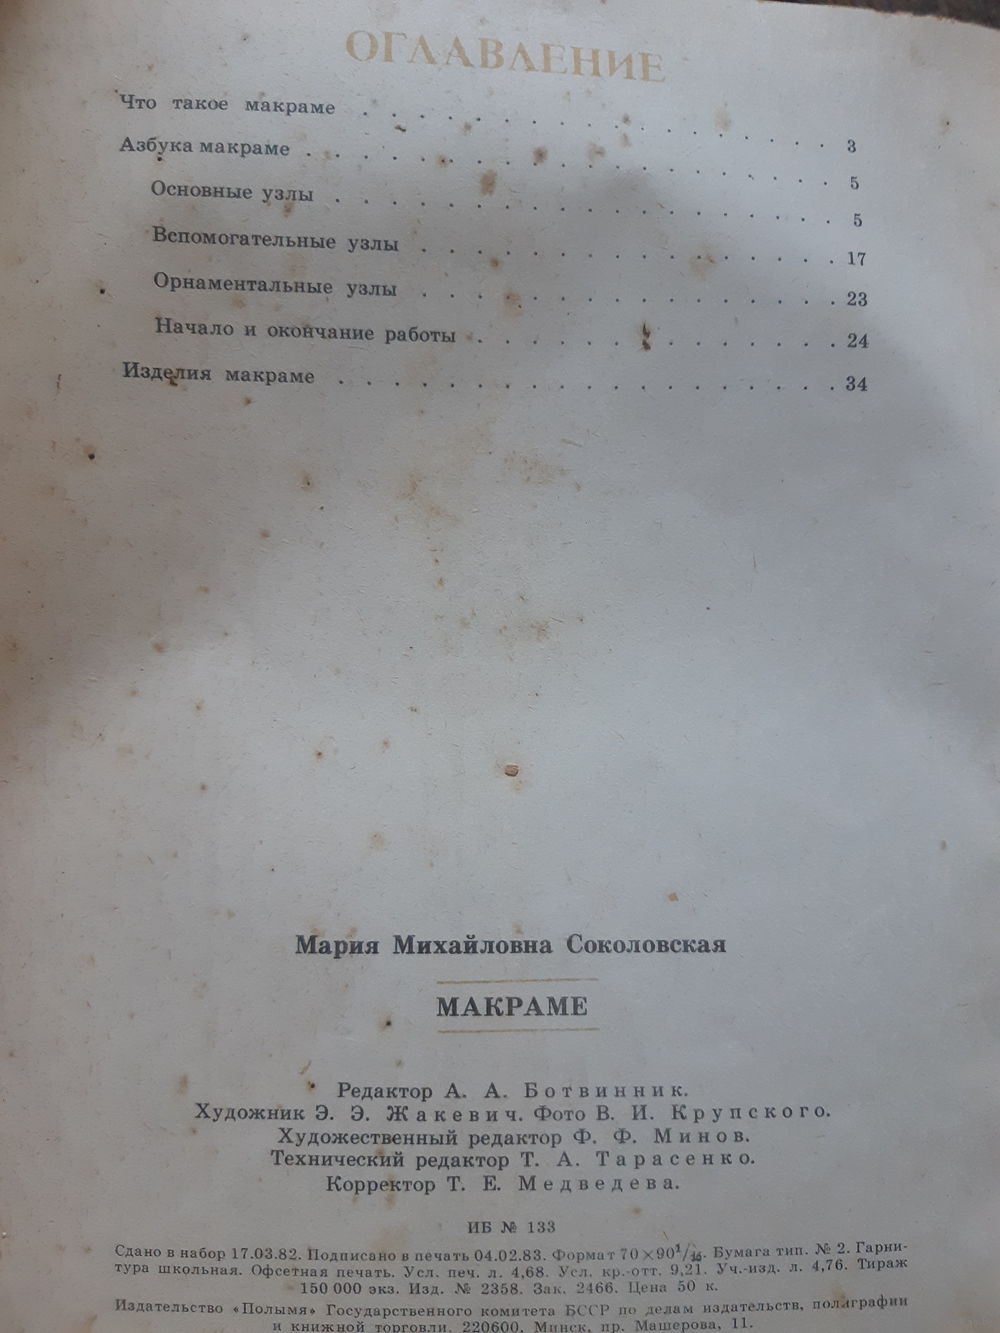 ОГЛАВЛЕНИЕ
Что такое макраме . . . . . . . . . . . . . . . . . 3
Азбука макраме . . . . . . . . . . . . . . . . . . . 5
Основные узлы . . . . . . . . . . . . . . . . . . 5
Вспомогательные узлы . . . . . . . . . . . . . . . 17
Орнаментальные узлы . . . . . . . . . . . . . . . 23
Начало и окончание работы . . . . . . . . . . . . . 24
Изделия макраме . . . . . . . . . . . . . . . . . . 34
Мария Михайловна Соколовская
МАКРАМЕ
Редактор А. А. Ботвинник.
Художник Э. Э. Жакевич. Фото В. И. Крупского.
Художественный редактор Ф. Ф. Минов.
Технический редактор Т. А. Тарасенко.
Корректор Т. Е. Медведева.
ИБ № 133
Сдано в набор 17.03.82. Подписано в печать 04.02.83. Формат 70×90 1/16. Бумага тип. № 2. Гарни-
тура школьная. Офсетная печать. Усл. печ. л. 4,68. Усл. кр.-отт. 9,21. Уч.-изд. л. 4,76. Тираж
150 000 экз. Изд. № 2358. Зак. 2466. Цена 50 к.
Издательство «Полымя» Государственного комитета БССР по делам издательств, полиграфии
и книжной торговли. 220600, Минск, пр. Машерова, 11.